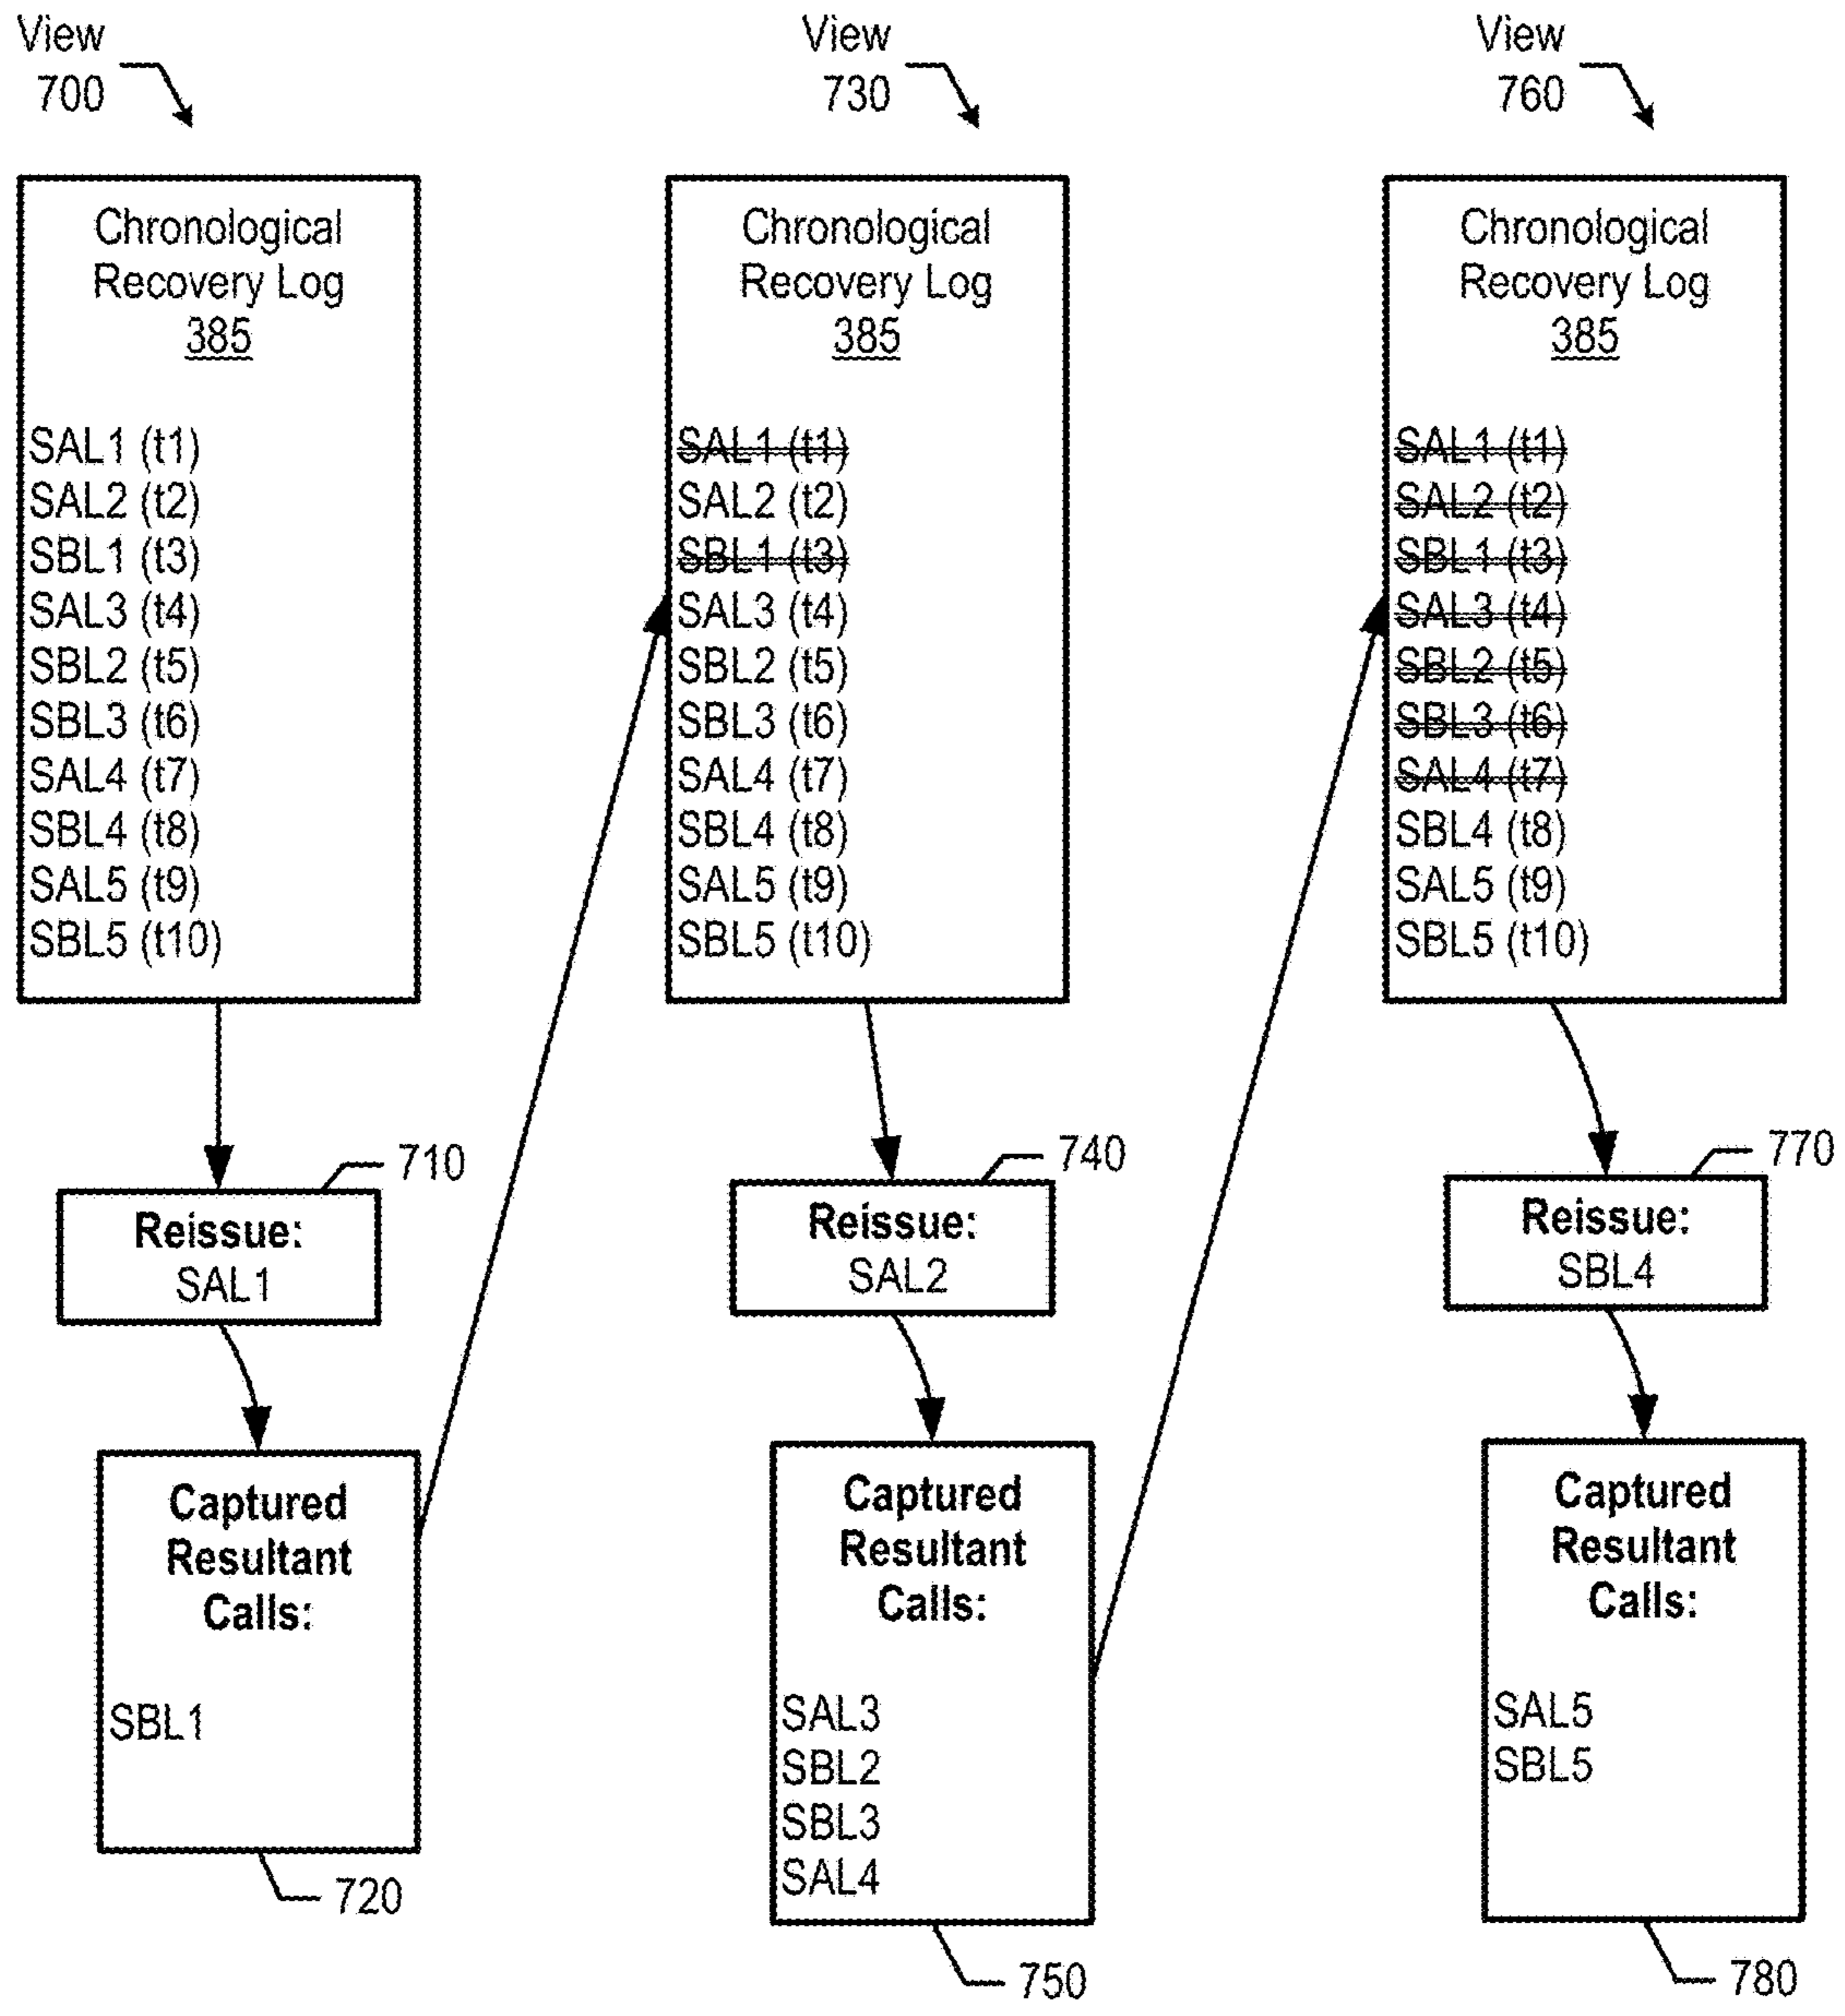 View
700
Chronological
Recovery Log
385
SAL1 (t1)
SAL2 (t2)
SBL1 (t3)
SAL3 (t4)
SBL2 (t5)
SBL3 (t6)
SAL4 (t7)
SBL4 (t8)
SAL5 (t9)
SBL5 (t10)
710
Reissue:
SAL1
Captured
Resultant
Calls:
SBL1
720
View
730
Chronological
Recovery Log
385
SAL1 (t1)
SAL2 (t2)
SBL1 (t3)
SAL3 (t4)
SBL2 (t5)
SBL3 (t6)
SAL4 (t7)
SBL4 (t8)
SAL5 (t9)
SBL5 (t10)
740
Reissue:
SAL2
Captured
Resultant
Calls:
SAL3
SBL2
SBL3
SAL4
750
View
760
Chronological
Recovery Log
385
SAL1 (t1)
SAL2 (t2)
SBL1 (t3)
SAL3 (t4)
SBL2 (t5)
SBL3 (t6)
SAL4 (t7)
SBL4 (t8)
SAL5 (t9)
SBL5 (t10)
770
Reissue:
SBL4
Captured
Resultant
Calls:
SAL5
SBL5
780